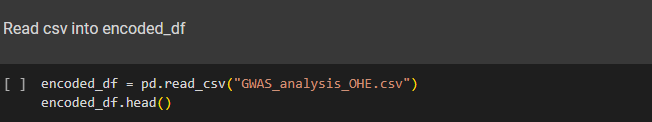 Read csv into encoded_df
[ ] encoded_df = pd.read_csv("GWAS_analysis_OHE.csv")
encoded_df.head()